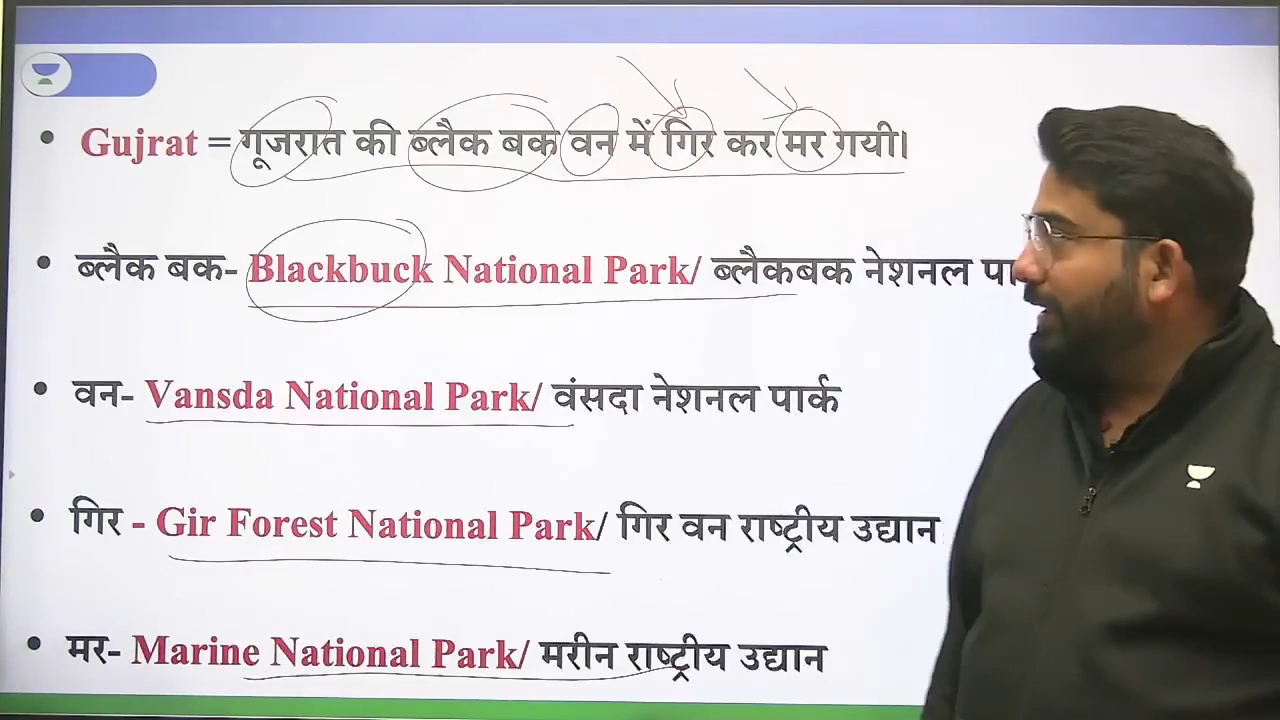 Gujrat = गूजरात की ब्लैक बक वन में गिर कर मर गयी।
ब्लैक बक- Blackbuck National Park/ ब्लैकबक नेशनल
वन- Vansda National Park/ वंसदा नेशनल पार्क
गिर - Gir Forest National Park/ गिर वन राष्ट्रीय उद्यान
मर- Marine National Park/ मरीन राष्ट्रीय उद्यान